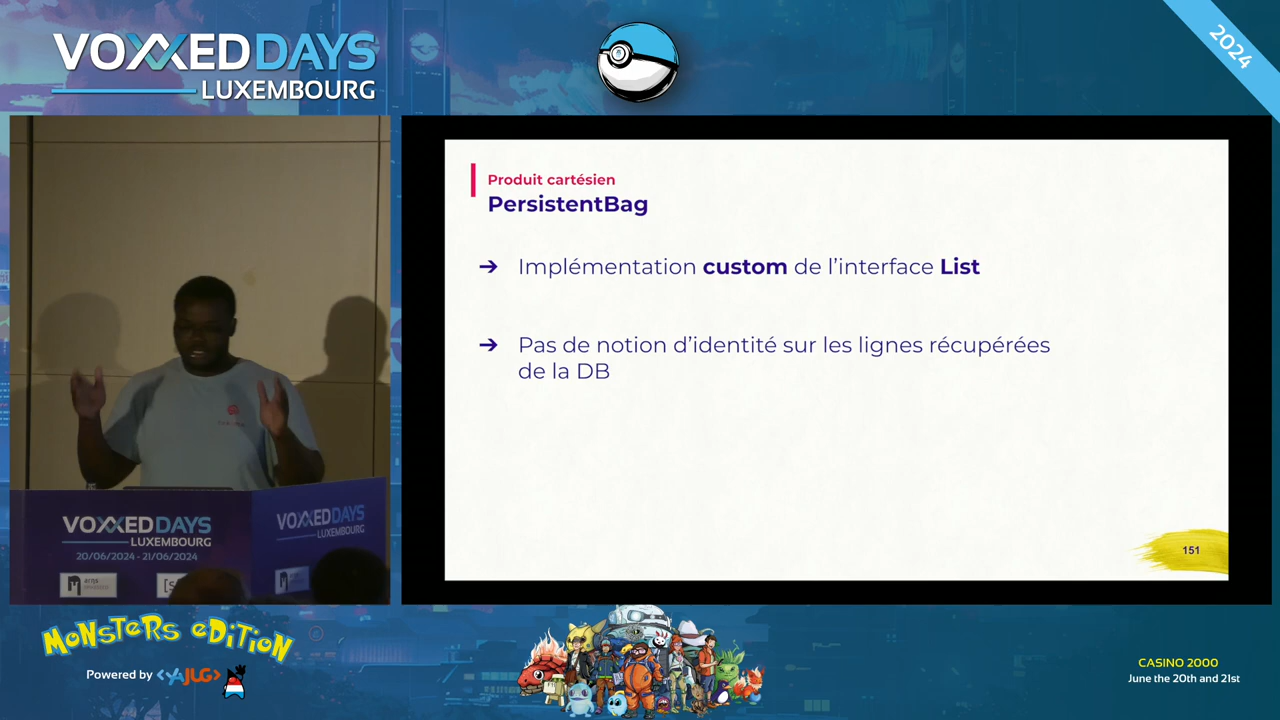 VOXXEDDAYS
LUXEMBOURG
2024
Produit cartésien
PersistentBag
➔ Implémentation custom de l’interface List
➔ Pas de notion d’identité sur les lignes récupérées
de la DB
151
VOXXEDDAYS
LUXEMBOURG
20/06/2024 - 21/06/2024
VOXXEDDAYS
LUXEMBOURG
MONSTERS EDITION
Powered by <YAJUG>
CASINO 2000
June the 20th and 21st